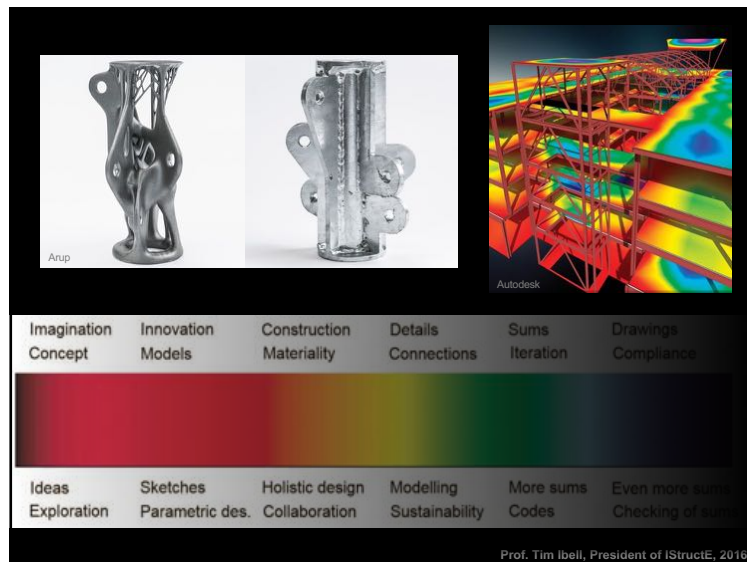 Arup
Autodesk
Imagination Innovation Construction Details Sums Drawings
Concept Models Materiality Connections Iteration Compliance
Ideas Sketches Holistic design Modelling More sums Even more sums
Exploration Parametric des. Collaboration Sustainability Codes Checking of sums
Prof. Tim Ibell, President of IStructE, 2016